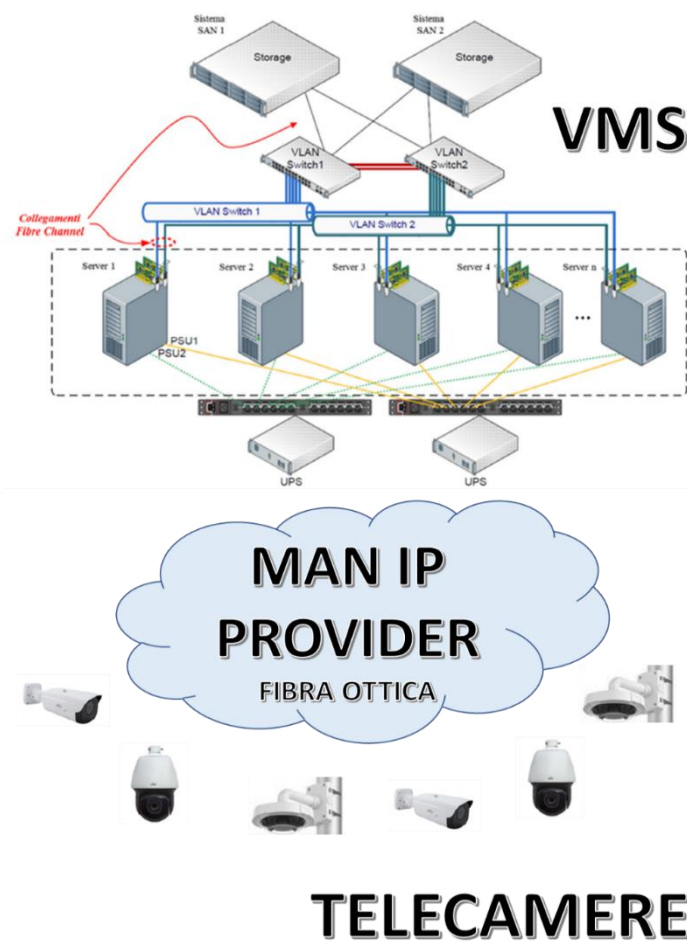 Sistema
SAN 1
Sistema
SAN 2
Storage
Storage
VMS
VLAN
Switch1
VLAN
Switch2
VLAN Switch 1
VLAN Switch 2
Collegamenti
Fibre Channel
Server 1
Server 2
Server 3
Server 4
Server n
...
PSU1
PSU2
UPS
UPS
MAN IP
PROVIDER
FIBRA OTTICA
TELECAMERE